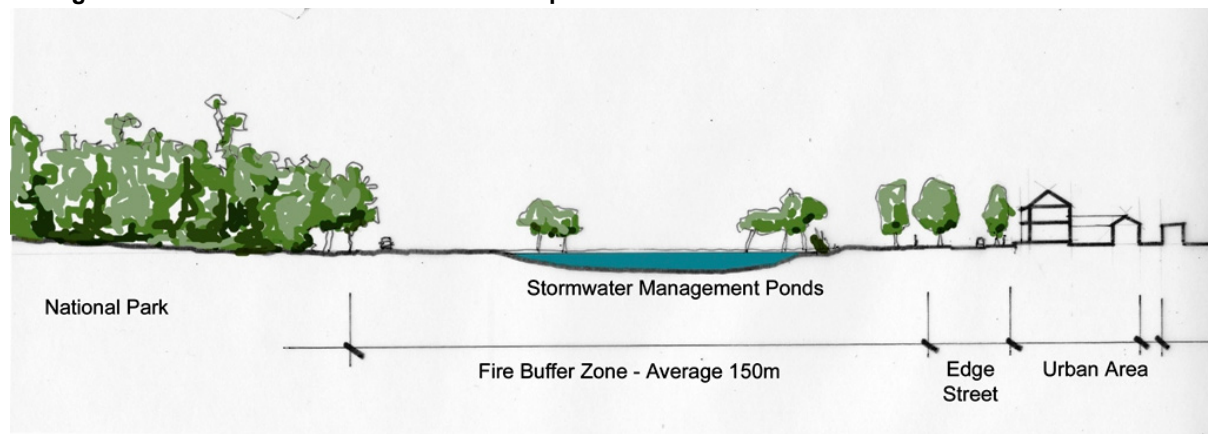 Stormwater Management Ponds
National Park
Fire Buffer Zone - Average 150m
Edge
Street
Urban Area